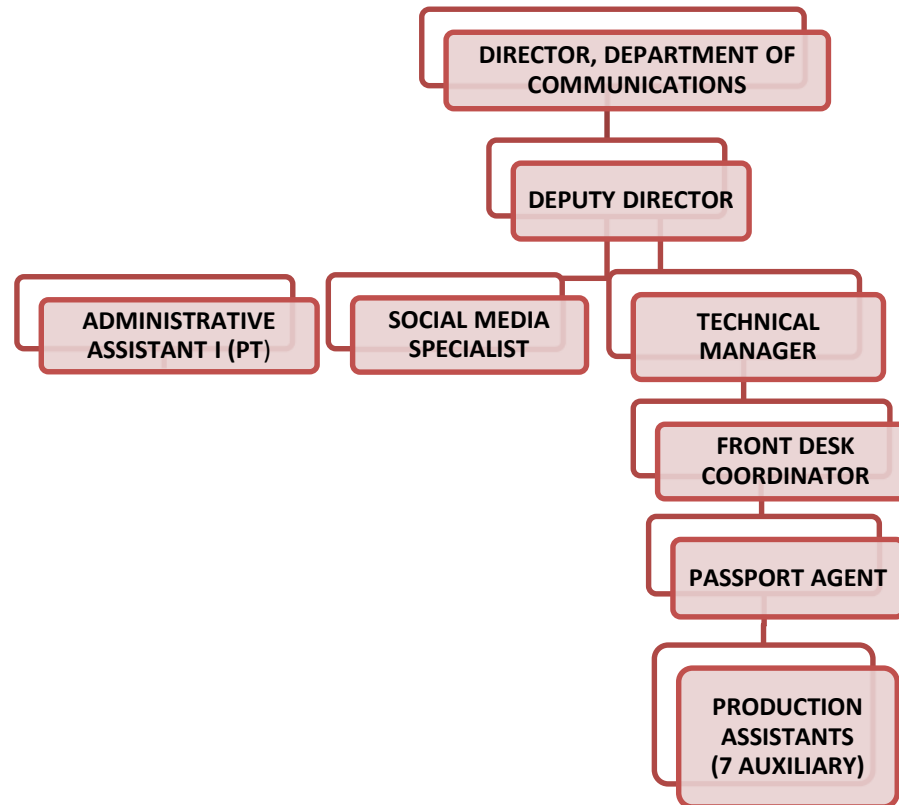 DIRECTOR, DEPARTMENT OF
COMMUNICATIONS
DEPUTY DIRECTOR
ADMINISTRATIVE
ASSISTANT I (PT)
SOCIAL MEDIA
SPECIALIST
TECHNICAL
MANAGER
FRONT DESK
COORDINATOR
PASSPORT AGENT
PRODUCTION
ASSISTANTS
(7 AUXILIARY)